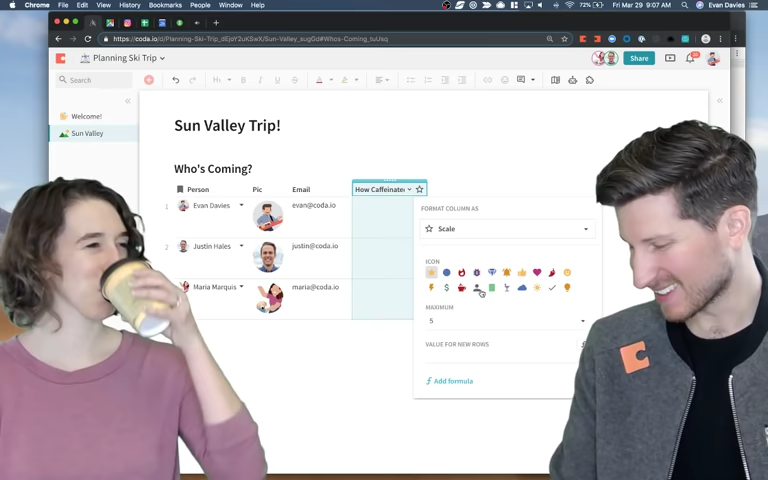 Chrome File Edit View History Bookmarks People Window Help
72% Fri Mar 29 9:07 AM Evan Davies
https://coda.io/d/Planning-Ski-Trip_dEjoY2uKSwX/Sun-Valley_sugGd#Whos-Coming_tuUsq
Planning Ski Trip
Share
Search
H1 B I U S A
Welcome!
Sun Valley
Sun Valley Trip!
Who's Coming?
Person Pic Email How Caffeinated
1 Evan Davies evan@coda.io
2 Justin Hales justin@coda.io
Maria Marquis maria@coda.io
FORMAT COLUMN AS
Scale
ICON
MAXIMUM
5
VALUE FOR NEW ROWS
f
f Add formula